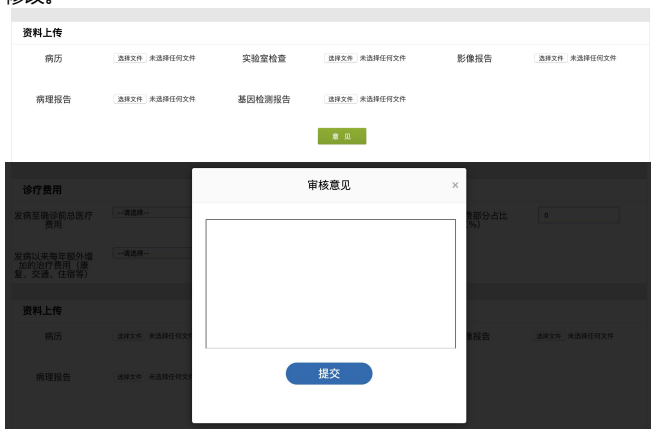 修改。
资料上传
病历 选择文件 未选择任何文件 实验室检查 选择文件 未选择任何文件 影像报告 选择文件 未选择任何文件
病理报告 选择文件 未选择任何文件 基因检测报告 选择文件 未选择任何文件
意 见
审核意见 ×
诊疗费用
发病至确诊前总医疗 ---请选择--- 部分占比 0
费用 %)
发病以来每年额外增 ---请选择---
加的治疗费用（康
复、交通、住宿等）
资料上传
病历 选择文件 未选择任何文 报告 选择文件 未选择任何文件
病理报告 选择文件 未选择任何文
提交